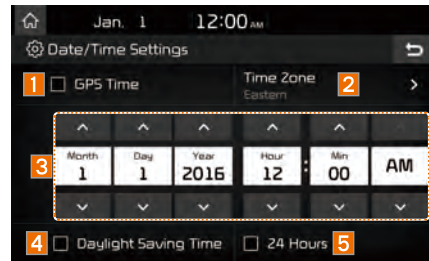 Jan. 1 12:00 AM
Date/Time Settings
1 GPS Time Time Zone 2
Eastern
Month Day Year Hour Min
3 1 1 2016 12 : 00 AM
4 Daylight Saving Time 24 Hours 5